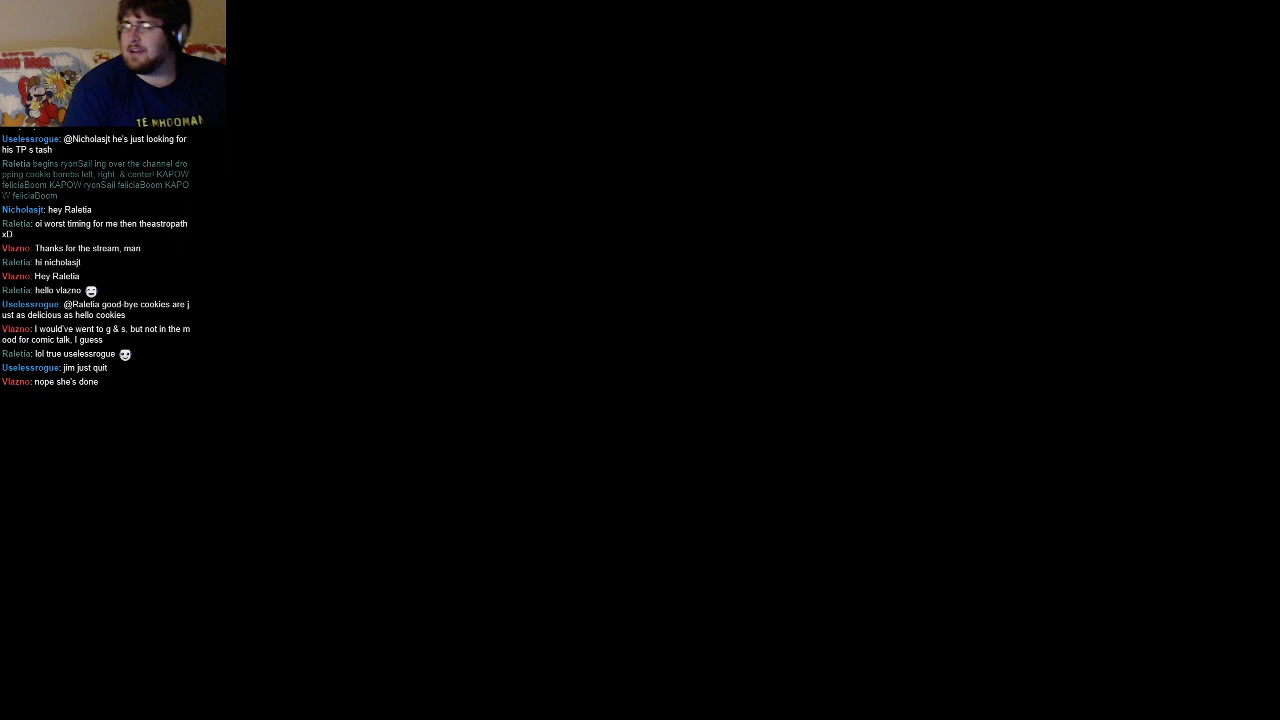 BROS.
TE NHOOMAN
Uselessrogue: @Nicholasjt he's just looking for
his TP s tash
Raletia begins ryonSail ing over the channel dro
pping cookie bombs left, right, & center! KAPOW
feliciaBoom KAPOW ryonSail feliciaBoom KAPO
W feliciaBoom
Nicholasjt: hey Raletia
Raletia: oi worst timing for me then theastropath
xD
Vlazno: Thanks for the stream, man
Raletia: hi nicholasjt
Vlazno: Hey Raletia
Raletia: hello vlazno
Uselessrogue: @Raletia good-bye cookies are j
ust as delicious as hello cookies
Vlazno: I would've went to g & s, but not in the m
ood for comic talk, I guess
Raletia: lol true uselessrogue
Uselessrogue: jim just quit
Vlazno: nope she's done